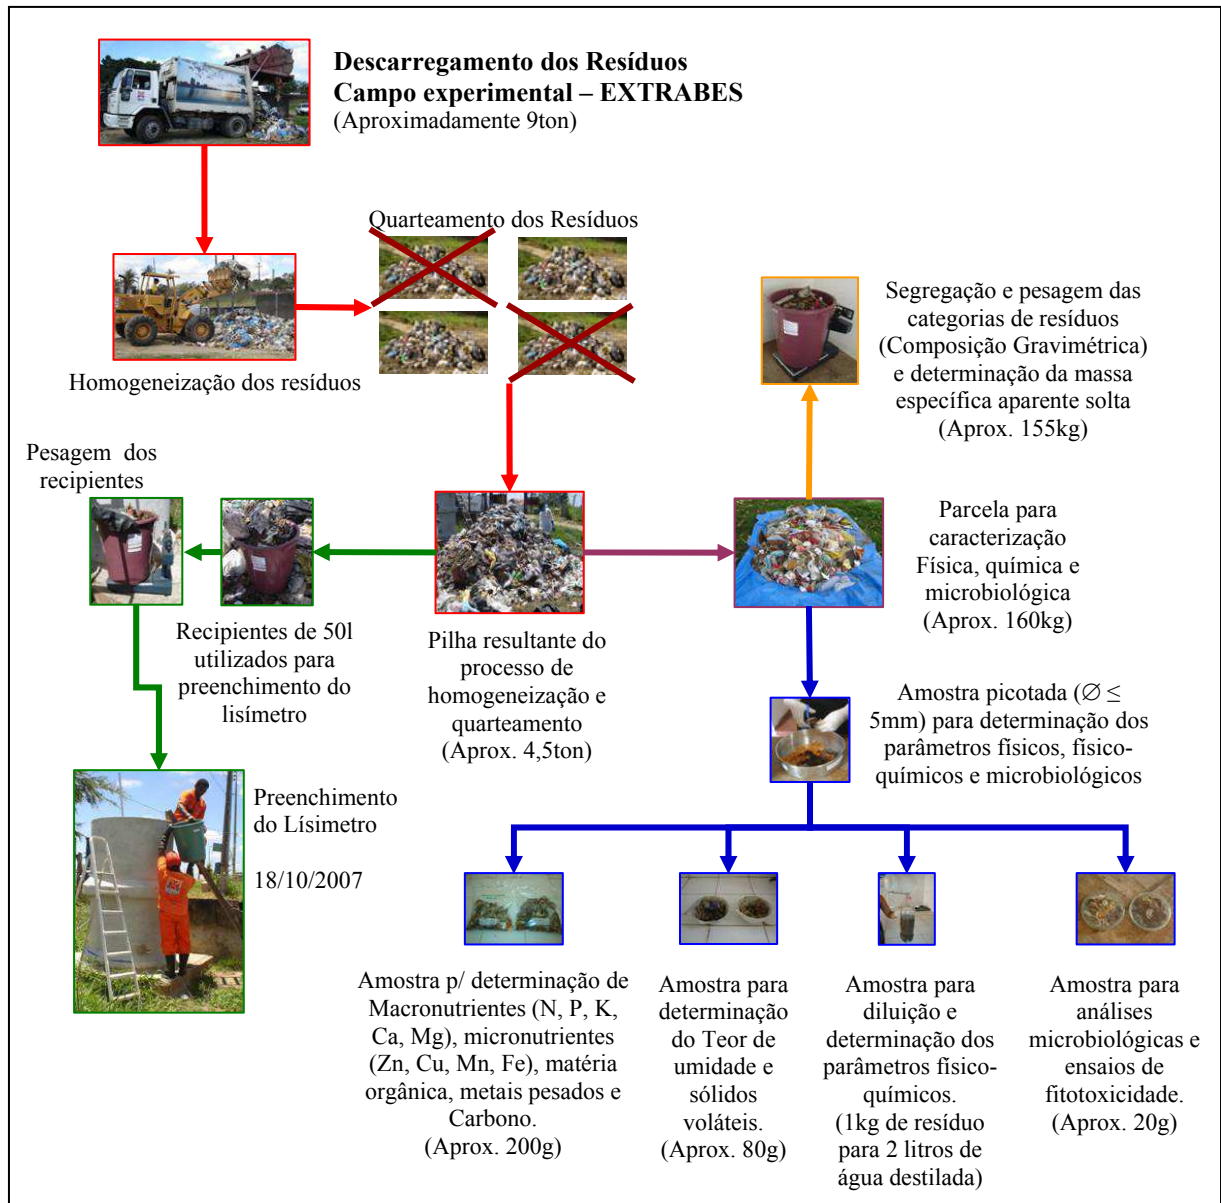 Descarregamento dos Resíduos
Campo experimental – EXTRABES
(Aproximadamente 9ton)
Quarteamento dos Resíduos
Homogeneização dos resíduos
Segregação e pesagem das
categorias de resíduos
(Composição Gravimétrica)
e determinação da massa
específica aparente solta
(Aprox. 155kg)
Pesagem dos
recipientes
Recipientes de 50l
utilizados para
preenchimento do
lisímetro
Pilha resultante do
processo de
homogeneização e
quarteamento
(Aprox. 4,5ton)
Parcela para
caracterização
Física, química e
microbiológica
(Aprox. 160kg)
Amostra picotada (∅ ≤
5mm) para determinação dos
parâmetros físicos, físico-
químicos e microbiológicos
Preenchimento
do Lísimetro
18/10/2007
Amostra p/ determinação de
Macronutrientes (N, P, K,
Ca, Mg), micronutrientes
(Zn, Cu, Mn, Fe), matéria
orgânica, metais pesados e
Carbono.
(Aprox. 200g)
Amostra para
determinação
do Teor de
umidade e
sólidos
voláteis.
(Aprox. 80g)
Amostra para
diluição e
determinação dos
parâmetros físico-
químicos.
(1kg de resíduo
para 2 litros de
água destilada)
Amostra para
análises
microbiológicas e
ensaios de
fitotoxicidade.
(Aprox. 20g)